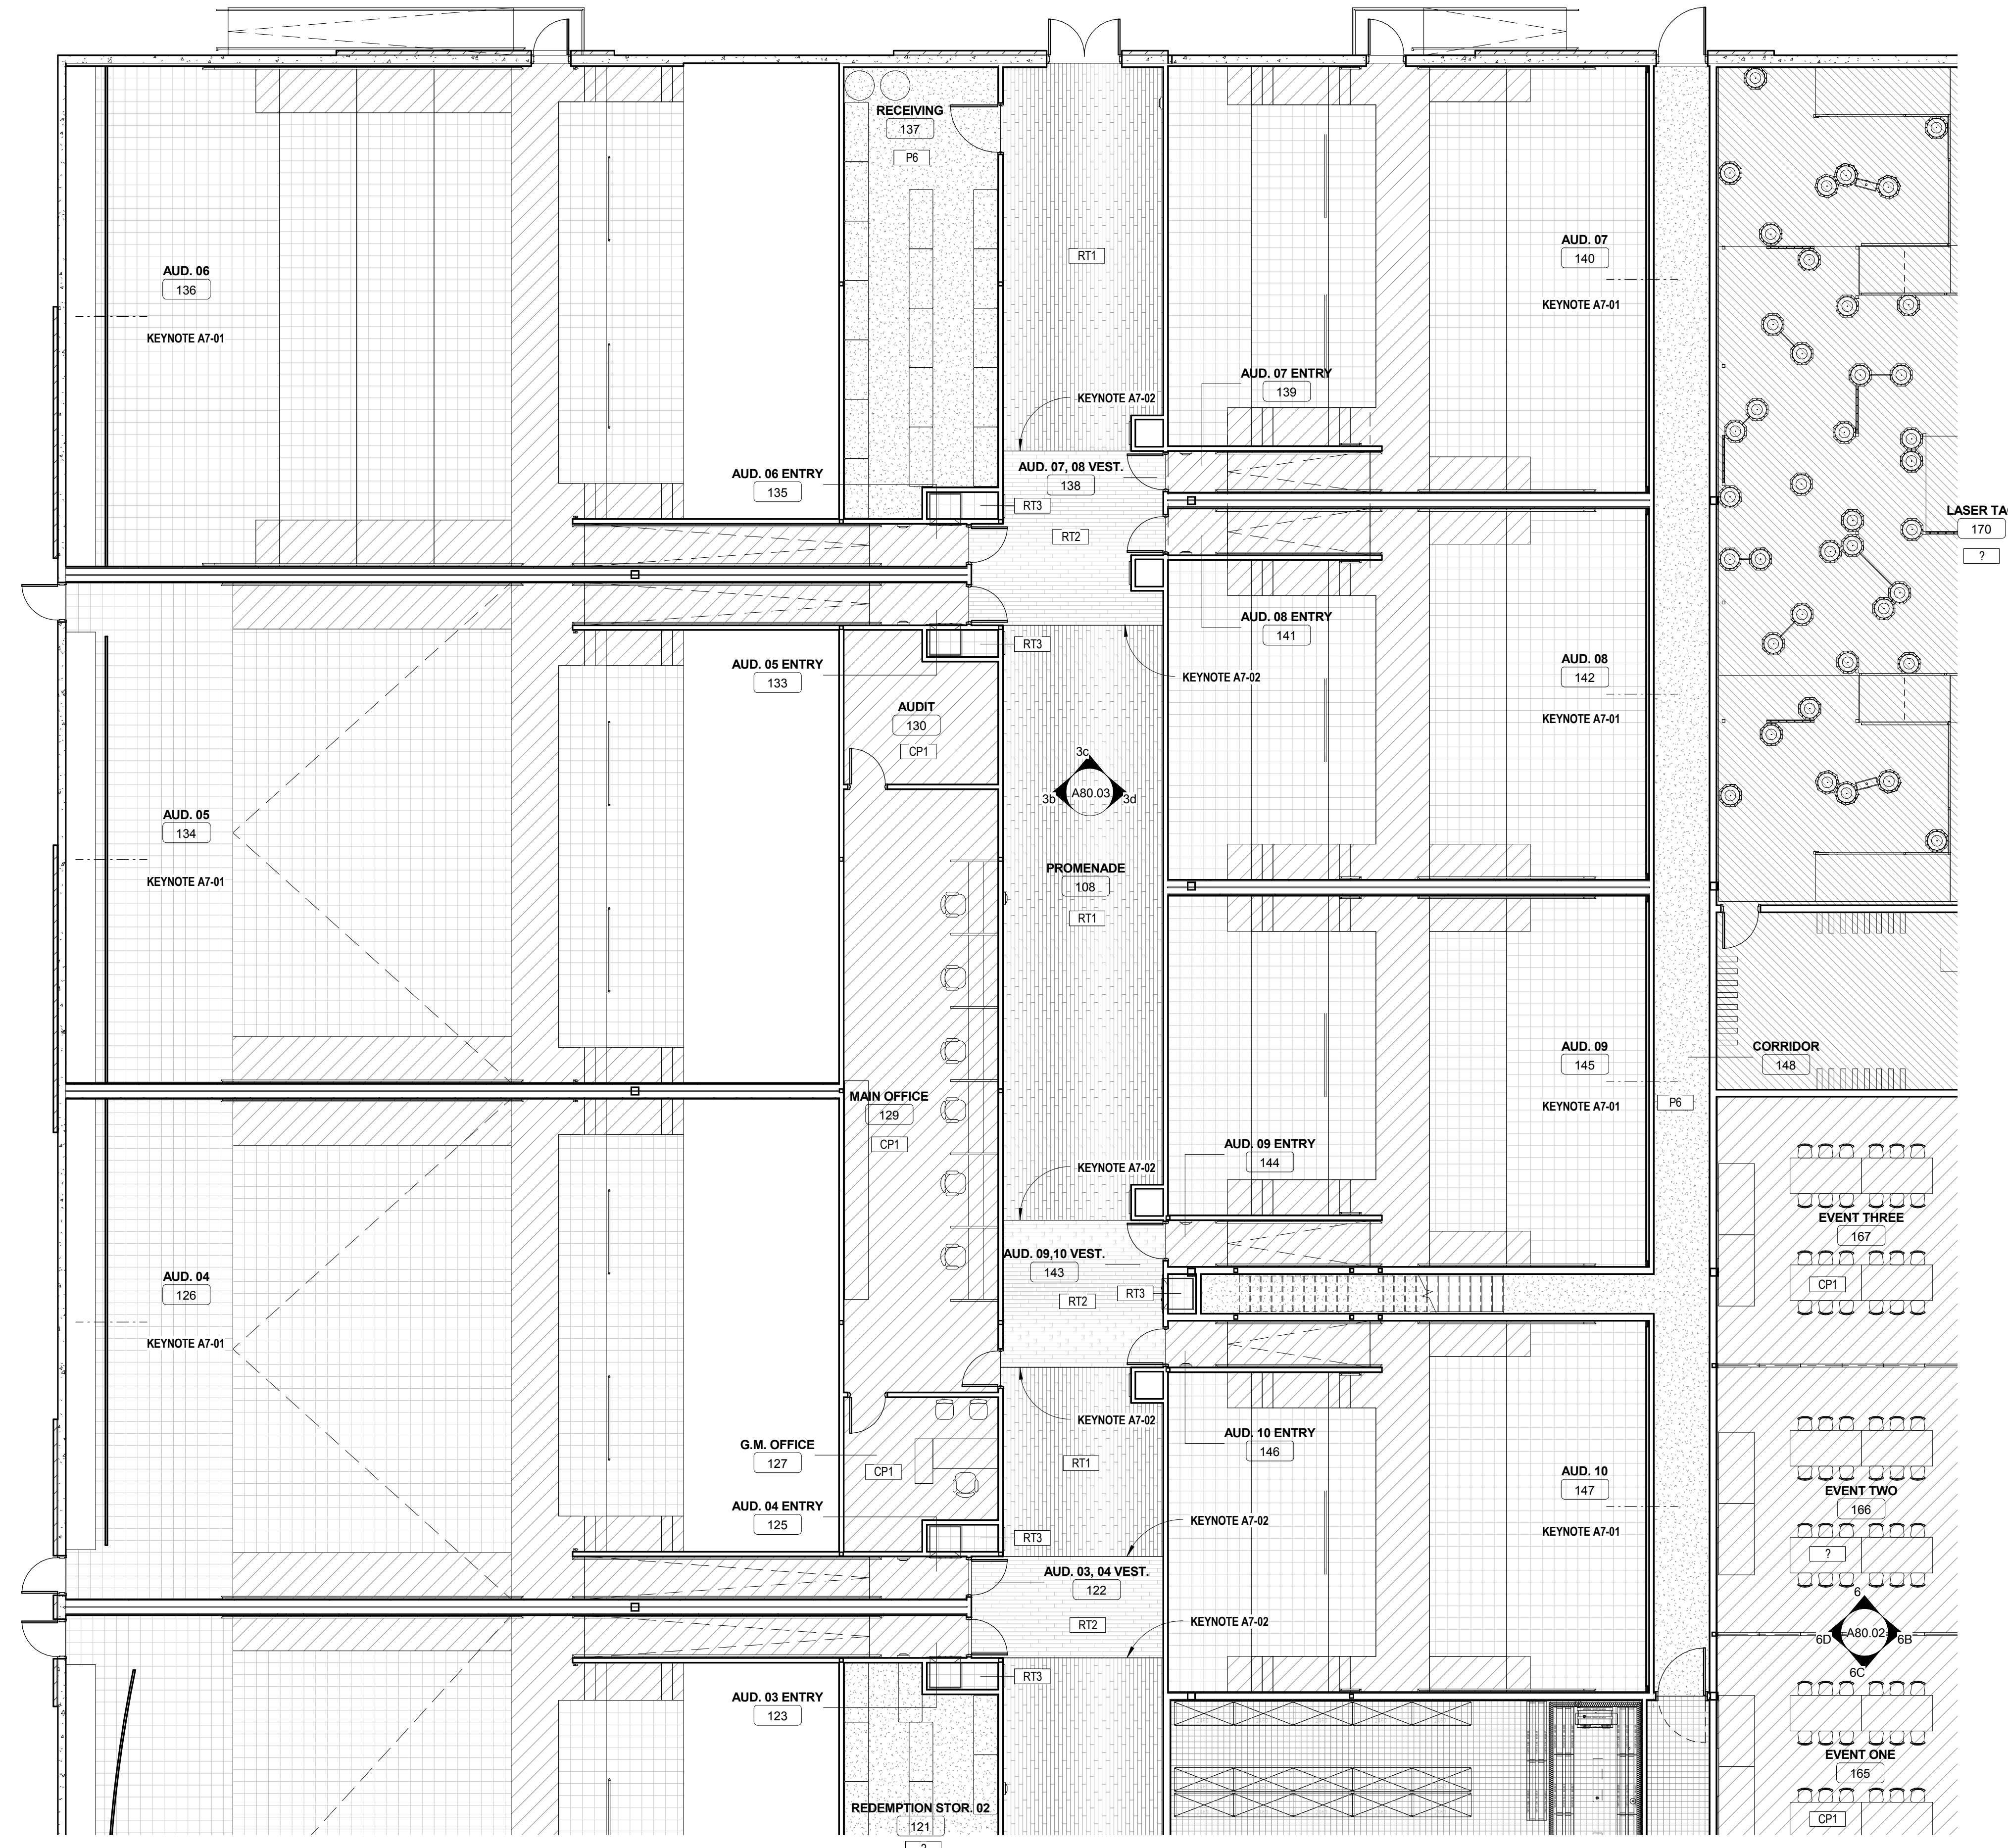 RECEIVING
137
P6
RT1
AUD. 06
136
KEYNOTE A7-01
AUD. 07
140
KEYNOTE A7-01
AUD. 07 ENTRY
139
KEYNOTE A7-02
AUD. 06 ENTRY
135
AUD. 07, 08 VEST.
138
RT3
RT2
LASER TA
170
?
AUD. 08 ENTRY
141
RT3
AUD. 05 ENTRY
133
KEYNOTE A7-02
AUD. 08
142
KEYNOTE A7-01
AUDIT
130
CP1
3c
3b
A80.03
3d
AUD. 05
134
KEYNOTE A7-01
PROMENADE
108
RT1
AUD. 09
145
KEYNOTE A7-01
CORRIDOR
148
P6
MAIN OFFICE
129
CP1
AUD. 09 ENTRY
144
KEYNOTE A7-02
EVENT THREE
167
CP1
AUD. 09,10 VEST.
143
RT2
RT3
AUD. 04
126
KEYNOTE A7-01
KEYNOTE A7-02
AUD. 10 ENTRY
146
G.M. OFFICE
127
CP1
RT1
AUD. 10
147
KEYNOTE A7-01
EVENT TWO
166
?
AUD. 04 ENTRY
125
RT3
KEYNOTE A7-02
AUD. 03, 04 VEST.
122
RT2
KEYNOTE A7-02
6
6D
A80.02
6B
6C
RT3
AUD. 03 ENTRY
123
EVENT ONE
165
CP1
REDEMPTION STOR. 02
121
?